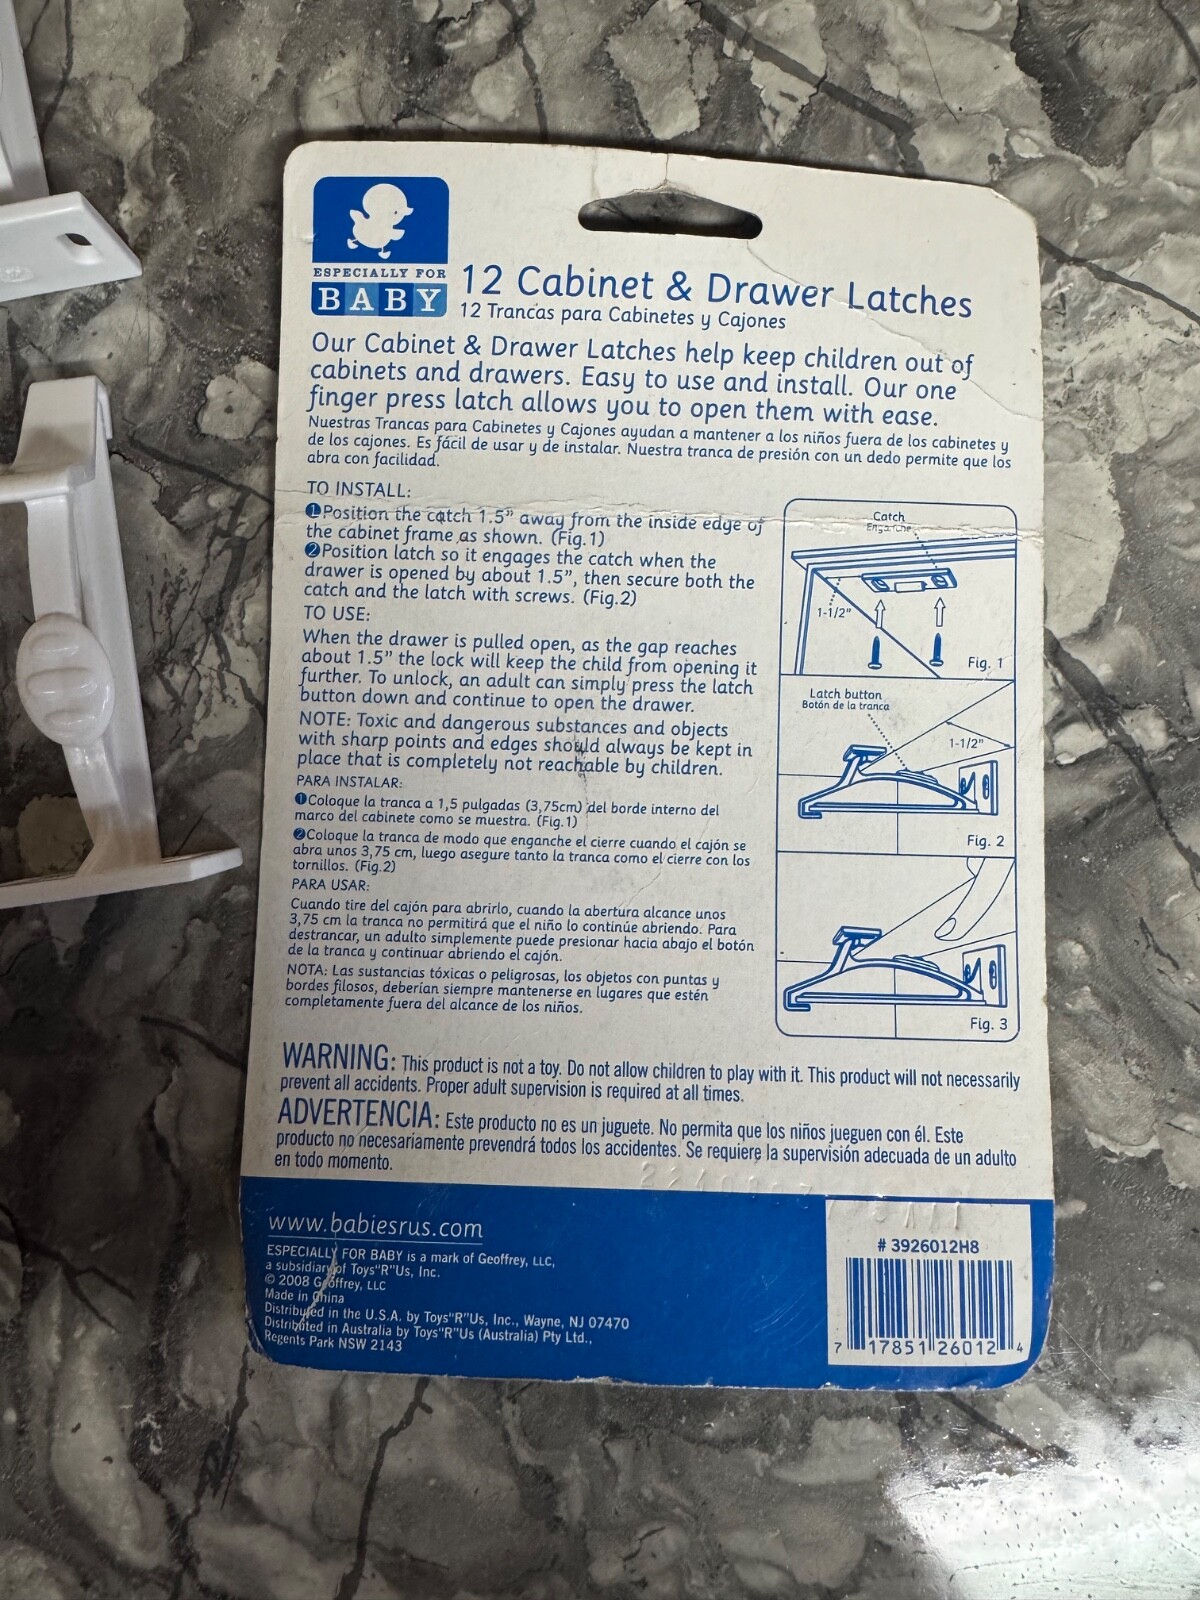 ESPECIALLY FOR
BABY
12 Cabinet & Drawer Latches
12 Trancas para Cabinetes y Cajones
Our Cabinet & Drawer Latches help keep children out of
cabinets and drawers. Easy to use and install. Our one
finger press latch allows you to open them with ease.
Nuestras Trancas para Cabinetes y Cajones ayudan a mantener a los niños fuera de los cabinetes y
de los cajones. Es fácil de usar y de instalar. Nuestra tranca de presión con un dedo permite que los
abra con facilidad.
TO INSTALL:
❶Position the catch 1.5” away from the inside edge of
the cabinet frame as shown. (Fig.1)
❷Position latch so it engages the catch when the
drawer is opened by about 1.5”, then secure both the
catch and the latch with screws. (Fig.2)
TO USE:
When the drawer is pulled open, as the gap reaches
about 1.5” the lock will keep the child from opening it
further. To unlock, an adult can simply press the latch
button down and continue to open the drawer.
NOTE: Toxic and dangerous substances and objects
with sharp points and edges should always be kept in
place that is completely not reachable by children.
PARA INSTALAR:
❶Coloque la tranca a 1,5 pulgadas (3,75cm) del borde interno del
marco del cabinete como se muestra. (Fig.1)
❷Coloque la tranca de modo que enganche el cierre cuando el cajón se
abra unos 3,75 cm, luego asegure tanto la tranca como el cierre con los
tornillos. (Fig.2)
PARA USAR:
Cuando tire del cajón para abrirlo, cuando la abertura alcance unos
3,75 cm la tranca no permitirá que el niño lo continúe abriendo. Para
destrancar, un adulto simplemente puede presionar hacia abajo el botón
de la tranca y continuar abriendo el cajón.
NOTA: Las sustancias tóxicas o peligrosas, los objetos con puntas y
bordes filosos, deberían siempre mantenerse en lugares que estén
completamente fuera del alcance de los niños.
Catch
1-1/2”
Fig. 1
Latch button
Botón de la tranca
1-1/2”
Fig. 2
Fig. 3
WARNING: This product is not a toy. Do not allow children to play with it. This product will not necessarily
prevent all accidents. Proper adult supervision is required at all times.
ADVERTENCIA: Este producto no es un juguete. No permita que los niños jueguen con él. Este
producto no necesariamente prevendrá todos los accidentes. Se requiere la supervisión adecuada de un adulto
en todo momento.
www.babiesrus.com
ESPECIALLY FOR BABY is a mark of Geoffrey, LLC,
a subsidiary of Toys"R"Us, Inc.
© 2008 Geoffrey, LLC
Made in China
Distributed in the U.S.A. by Toys"R"Us, Inc., Wayne, NJ 07470
Distributed in Australia by Toys"R"Us (Australia) Pty Ltd.,
Regents Park NSW 2143
# 3926012H8
7 17851 26012 4